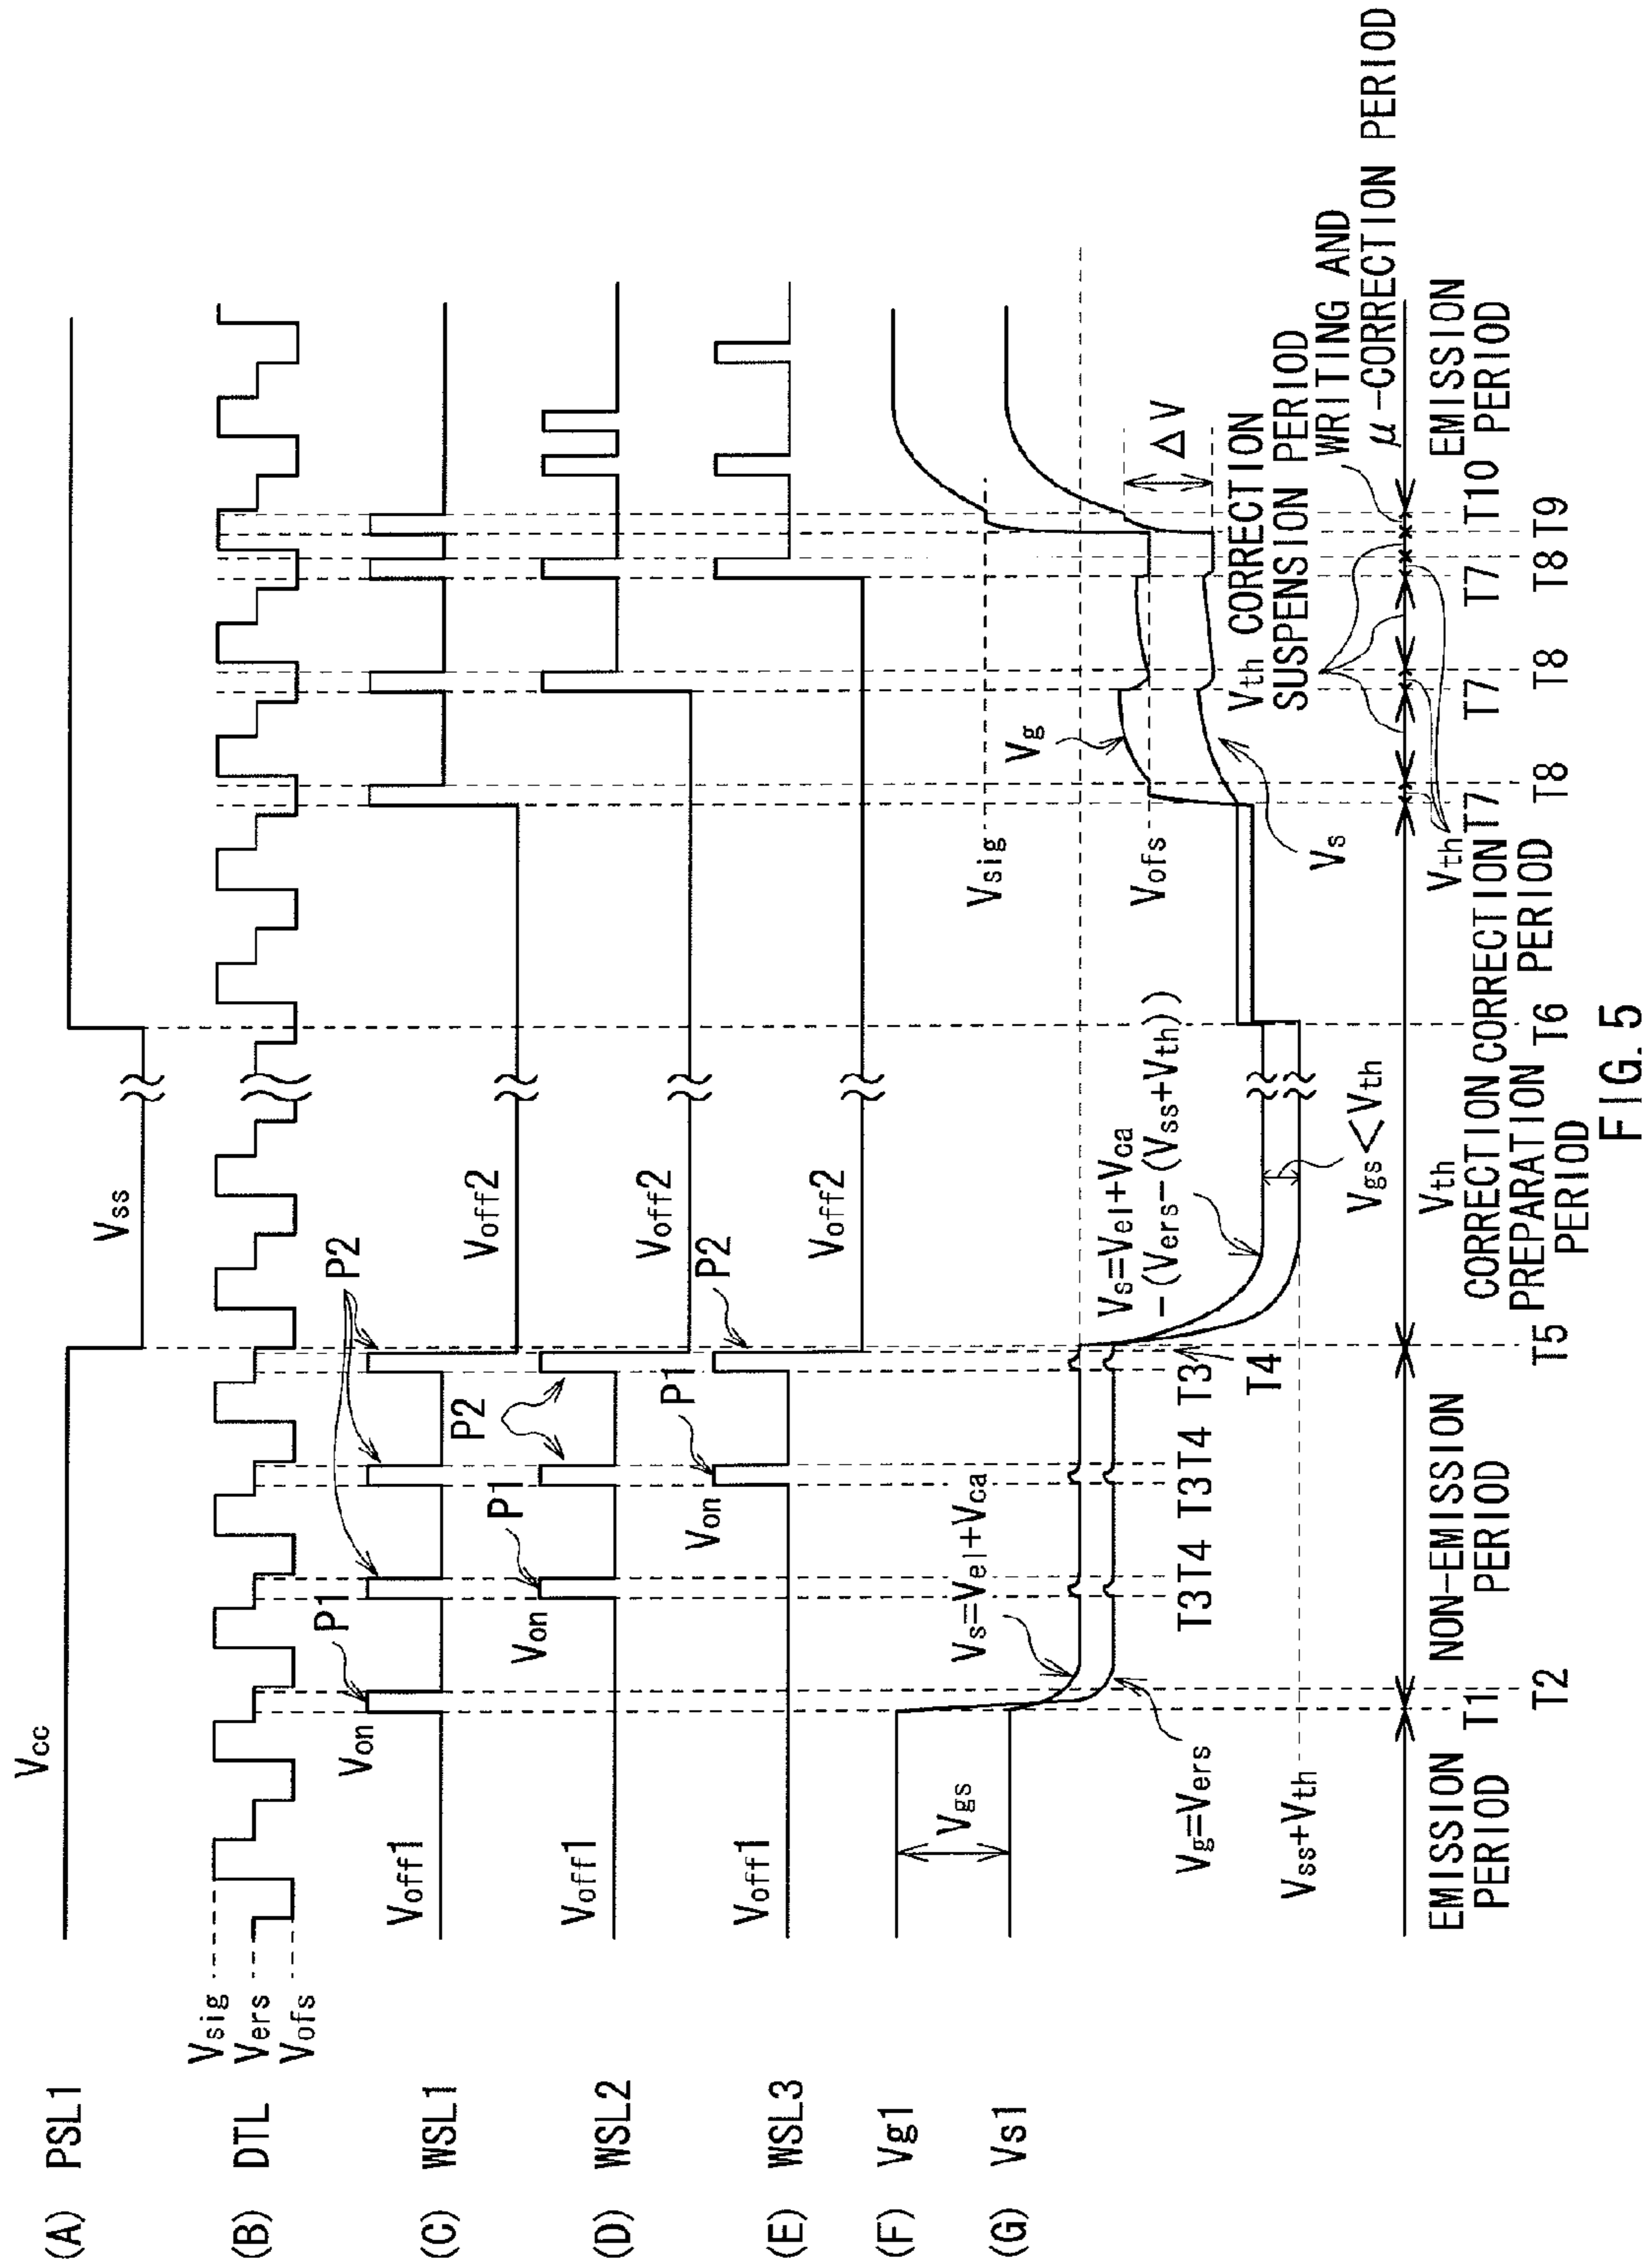 (A) PSL1
Vcc
Vss
(B) DTL
Vsig
Vers
Vofs
(C) WSL1
Voff1
Von
P1
P2
Voff2
(D) WSL2
Voff1
Von
P1
P2
Voff2
(E) WSL3
Voff1
Von
P1
P2
Voff2
(F) Vg1
(G) Vs1
Vgs
Vs=Vel+Vca
Vg=Vers
Vss+Vth
T3 T4 T3 T4 T3
T4
Vs=Vel+Vca
-(Vers-(Vss+Vth))
Vgs<Vth
Vsig
Vofs
Vg
Vs
ΔV
Vth CORRECTION
SUSPENSION PERIOD
WRITING AND
μ-CORRECTION PERIOD
EMISSION
PERIOD
T1
T2
NON-EMISSION
PERIOD
T5
Vth
CORRECTION
PREPARATION
PERIOD
T6
Vth
CORRECTION
PERIOD
T7
T8
T7
T8
T7
T8
T9
T10
EMISSION
PERIOD
FIG. 5